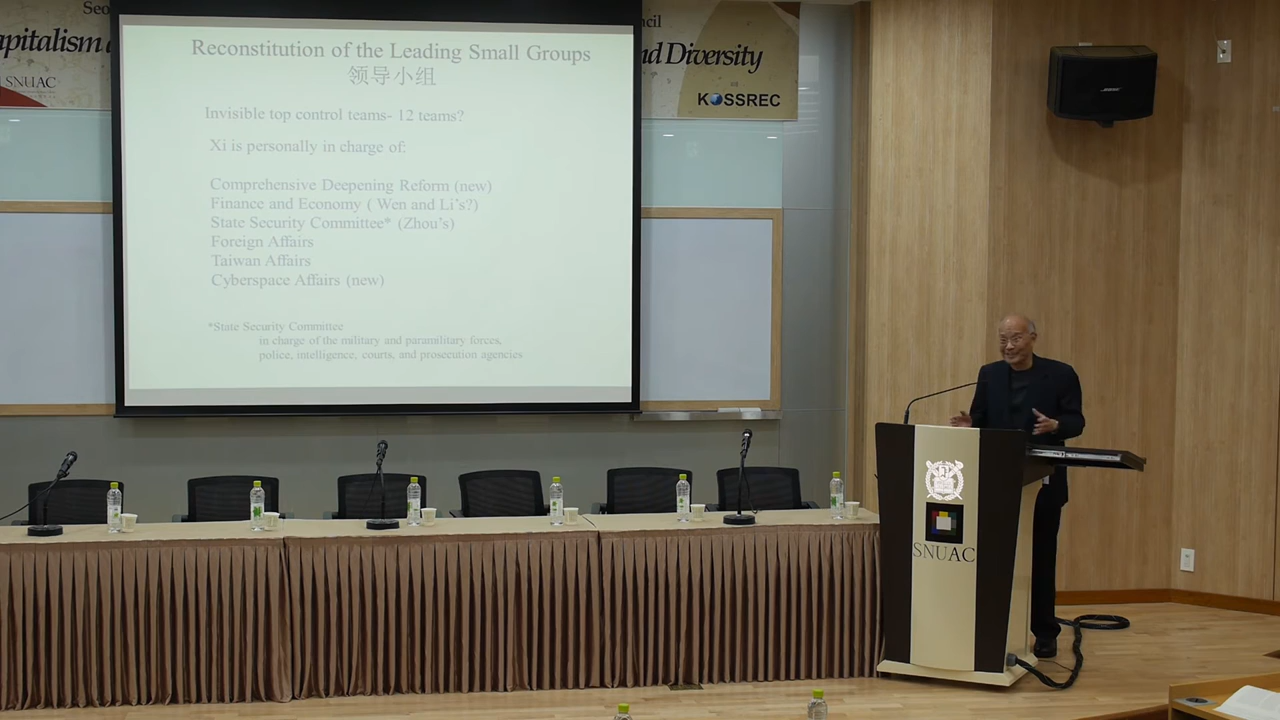 Seo
apitalism a
SNUAC
cil
nd Diversity
KOSSREC
Reconstitution of the Leading Small Groups
领导小组
Invisible top control teams- 12 teams?
Xi is personally in charge of:
Comprehensive Deepening Reform (new)
Finance and Economy ( Wen and Li's?)
State Security Committee* (Zhou's)
Foreign Affairs
Taiwan Affairs
Cyberspace Affairs (new)
*State Security Committee
in charge of the military and paramilitary forces,
police, intelligence, courts, and prosecution agencies
BOSE
SNUAC